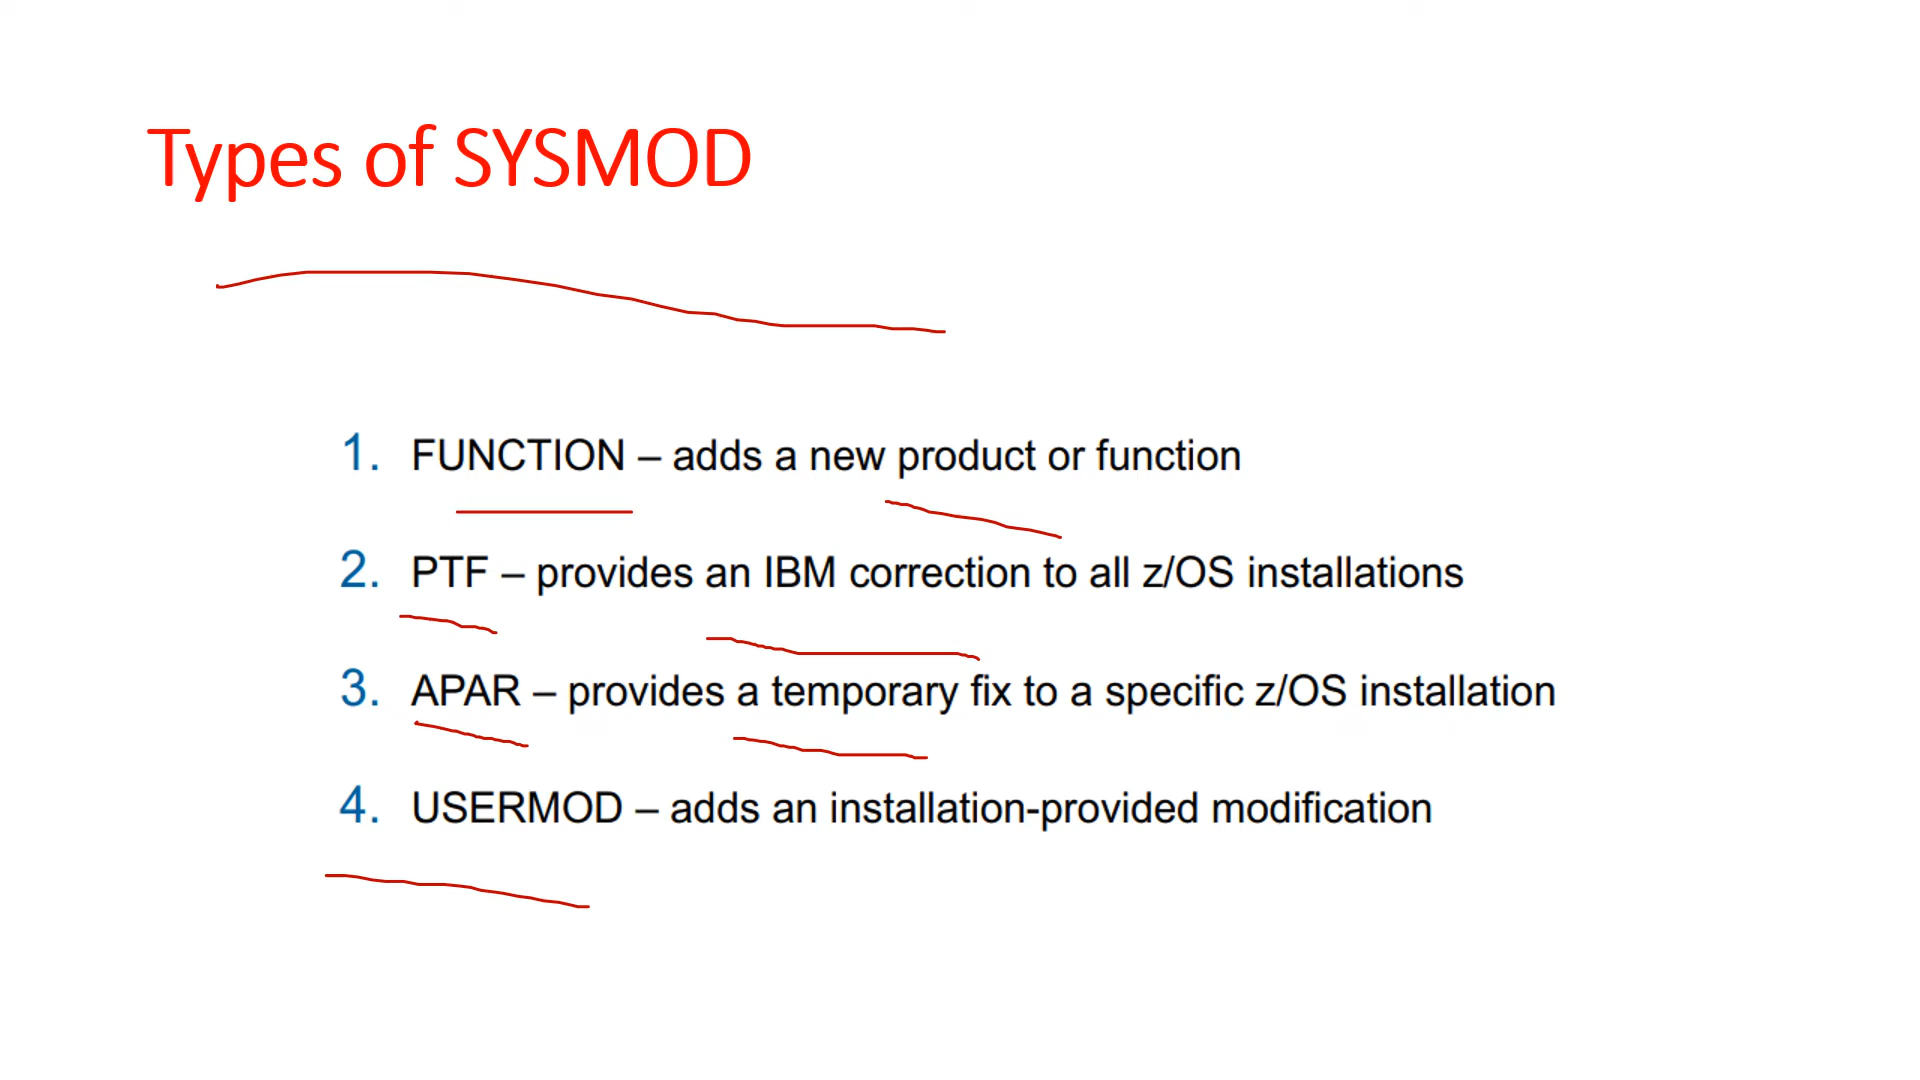 Types of SYSMOD
1. FUNCTION – adds a new product or function
2. PTF – provides an IBM correction to all z/OS installations
3. APAR – provides a temporary fix to a specific z/OS installation
4. USERMOD – adds an installation-provided modification